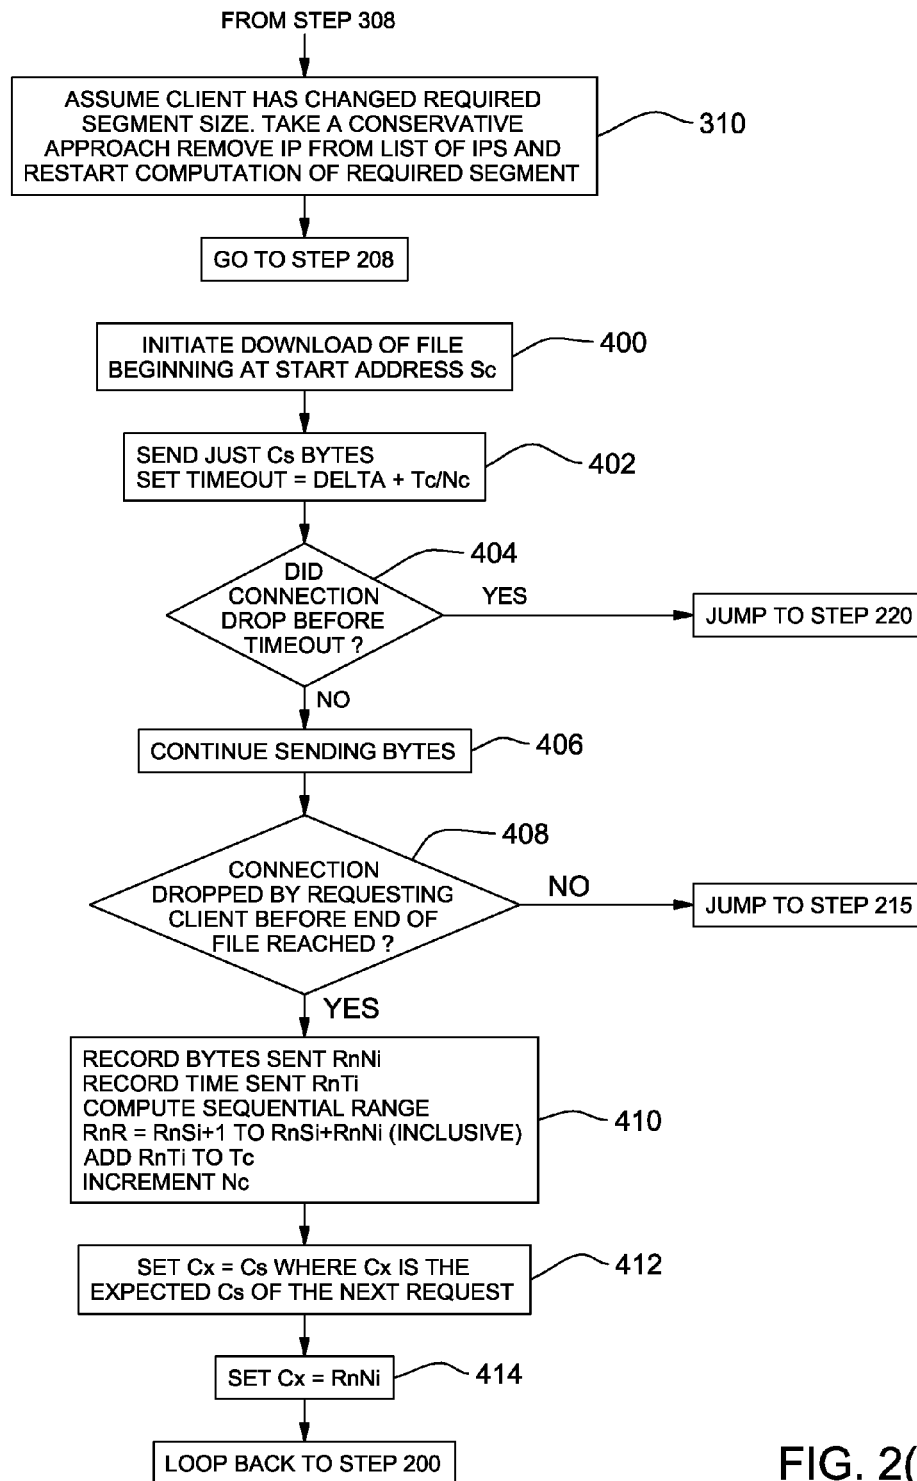 FROM STEP 308
ASSUME CLIENT HAS CHANGED REQUIRED
SEGMENT SIZE. TAKE A CONSERVATIVE
APPROACH REMOVE IP FROM LIST OF IPS AND
RESTART COMPUTATION OF REQUIRED SEGMENT
310
GO TO STEP 208
INITIATE DOWNLOAD OF FILE
BEGINNING AT START ADDRESS Sc
400
SEND JUST Cs BYTES
SET TIMEOUT = DELTA + Tc/Nc
402
404
DID
CONNECTION
DROP BEFORE
TIMEOUT ?
YES
JUMP TO STEP 220
NO
CONTINUE SENDING BYTES
406
408
CONNECTION
DROPPED BY REQUESTING
CLIENT BEFORE END OF
FILE REACHED ?
NO
JUMP TO STEP 215
YES
RECORD BYTES SENT RnNi
RECORD TIME SENT RnTi
COMPUTE SEQUENTIAL RANGE
RnR = RnSi+1 TO RnSi+RnNi (INCLUSIVE)
ADD RnTi TO Tc
INCREMENT Nc
410
SET Cx = Cs WHERE Cx IS THE
EXPECTED Cs OF THE NEXT REQUEST
412
SET Cx = RnNi
414
LOOP BACK TO STEP 200
FIG. 2(